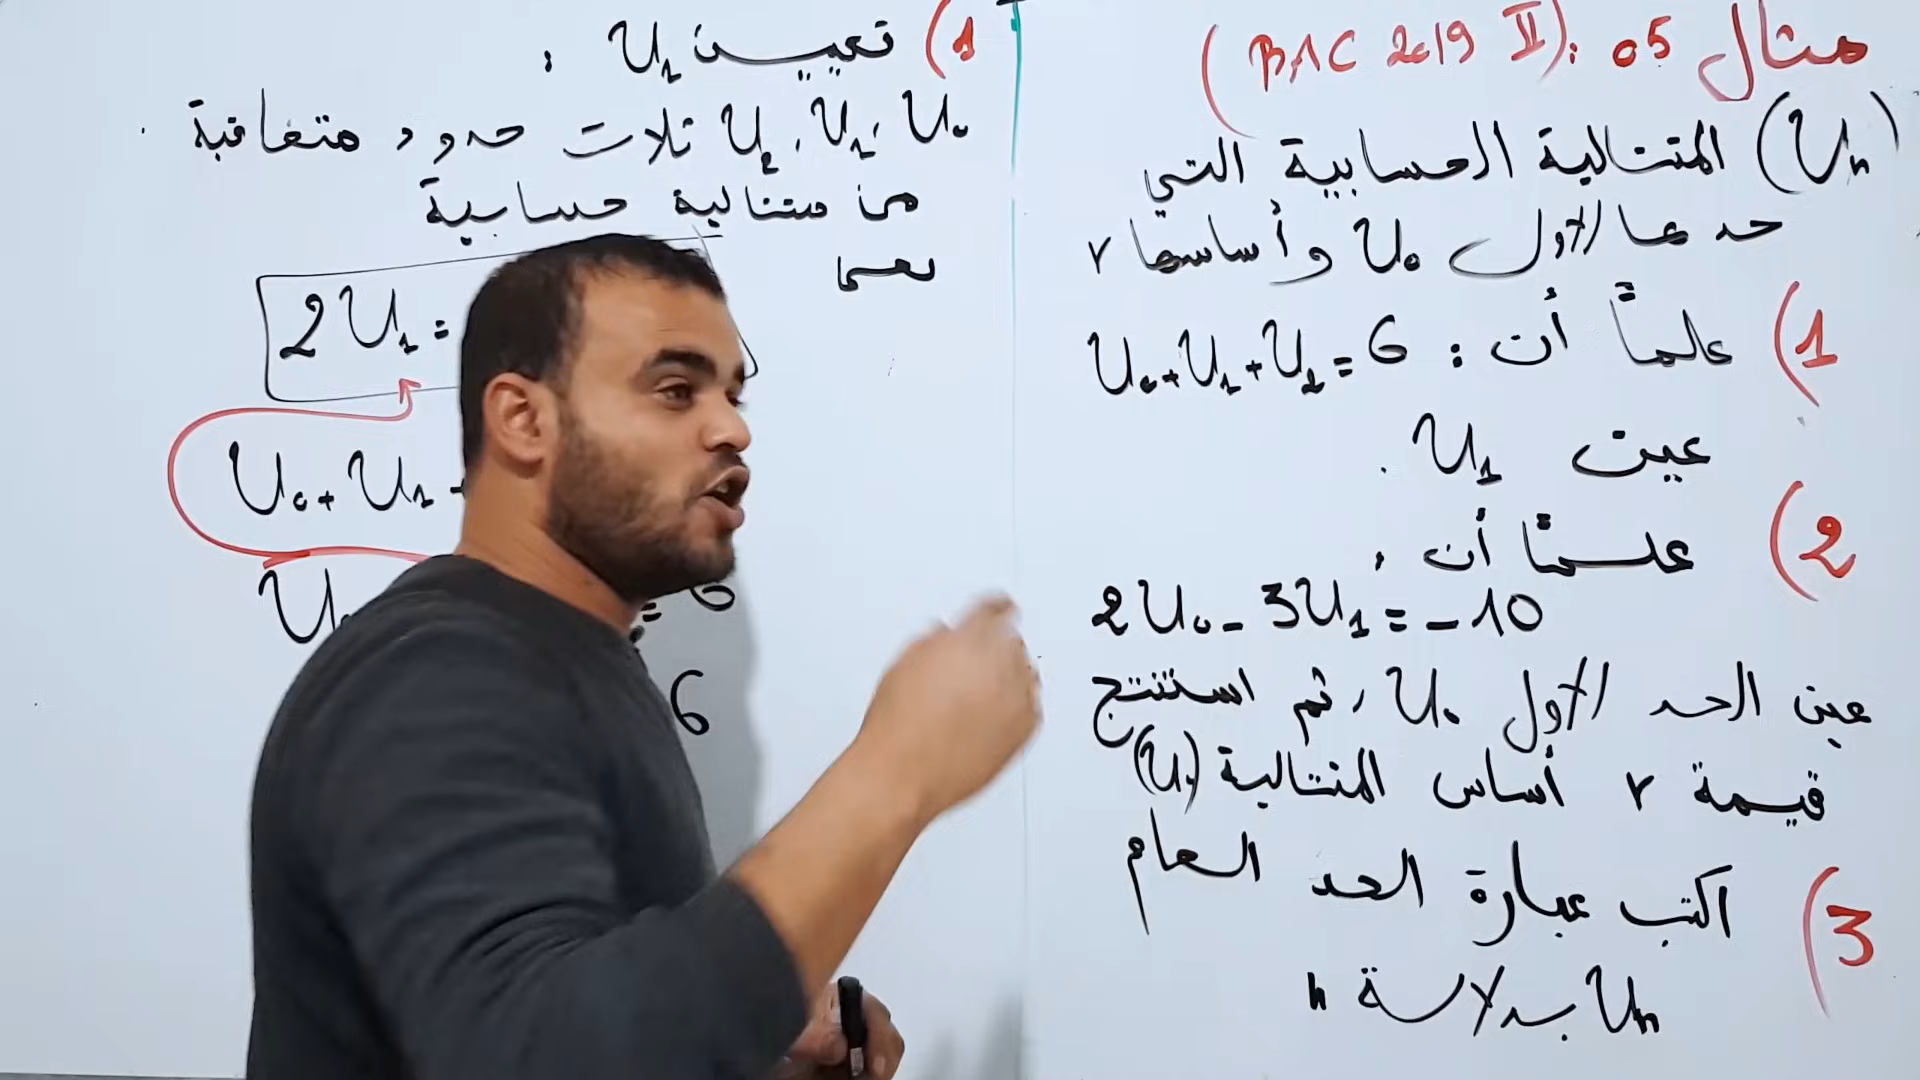 مثال 05 :(BAC 2019 II)
(Un) المتتالية الحسابية التي
حدها الأول U0 وأساسها r
1) علماً أن : U0+U1+U2=6
عين U1 .
2) علماً أن :
2U0-3U1=-10
عين الحد الأول U0 ، ثم استنتج
قيمة r أساس المتتالية (Un)
3) اكتب عبارة الحد العام
Un بدلالة n
1) تعيين U1 :
U0 ، U1 ، U2 ثلاث حدود متعاقبة
من متتالية حسابية
2U1=
U0+U1+
U = 6
6